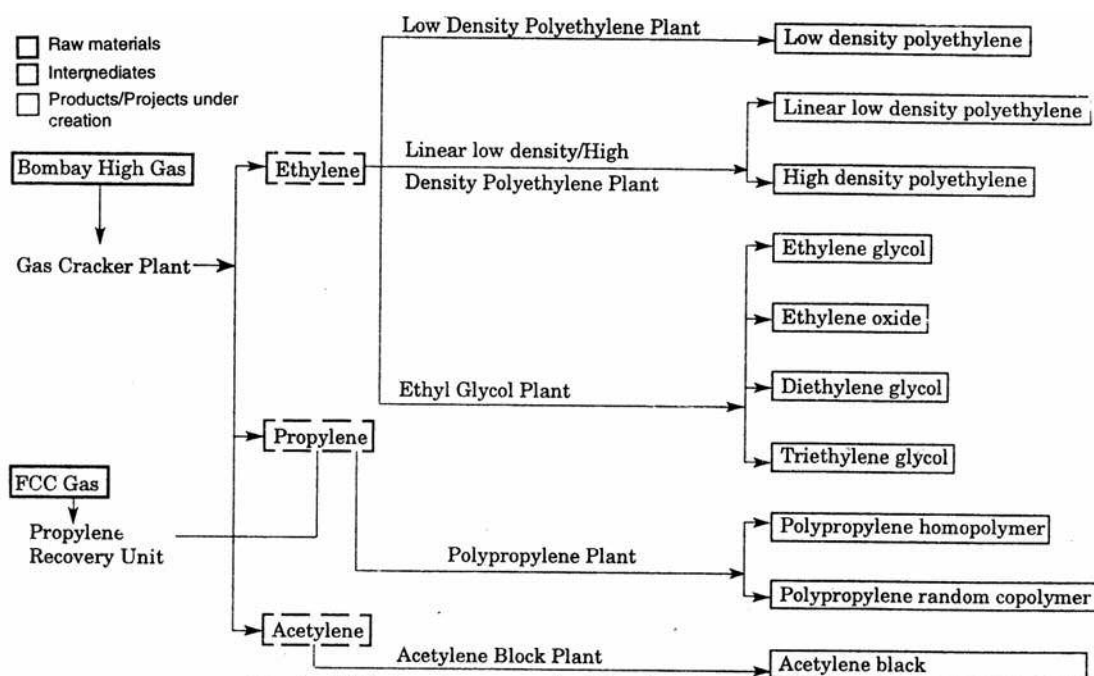 Raw materials
Intermediates
Products/Projects under
creation
Low Density Polyethylene Plant
Low density polyethylene
Linear low density polyethylene
Bombay High Gas
Ethylene
Linear low density/High
Density Polyethylene Plant
High density polyethylene
Gas Cracker Plant
Ethylene glycol
Ethylene oxide
Ethyl Glycol Plant
Diethylene glycol
Propylene
Triethylene glycol
FCC Gas
Propylene
Recovery Unit
Polypropylene homopolymer
Polypropylene Plant
Polypropylene random copolymer
Acetylene
Acetylene Block Plant
Acetylene black